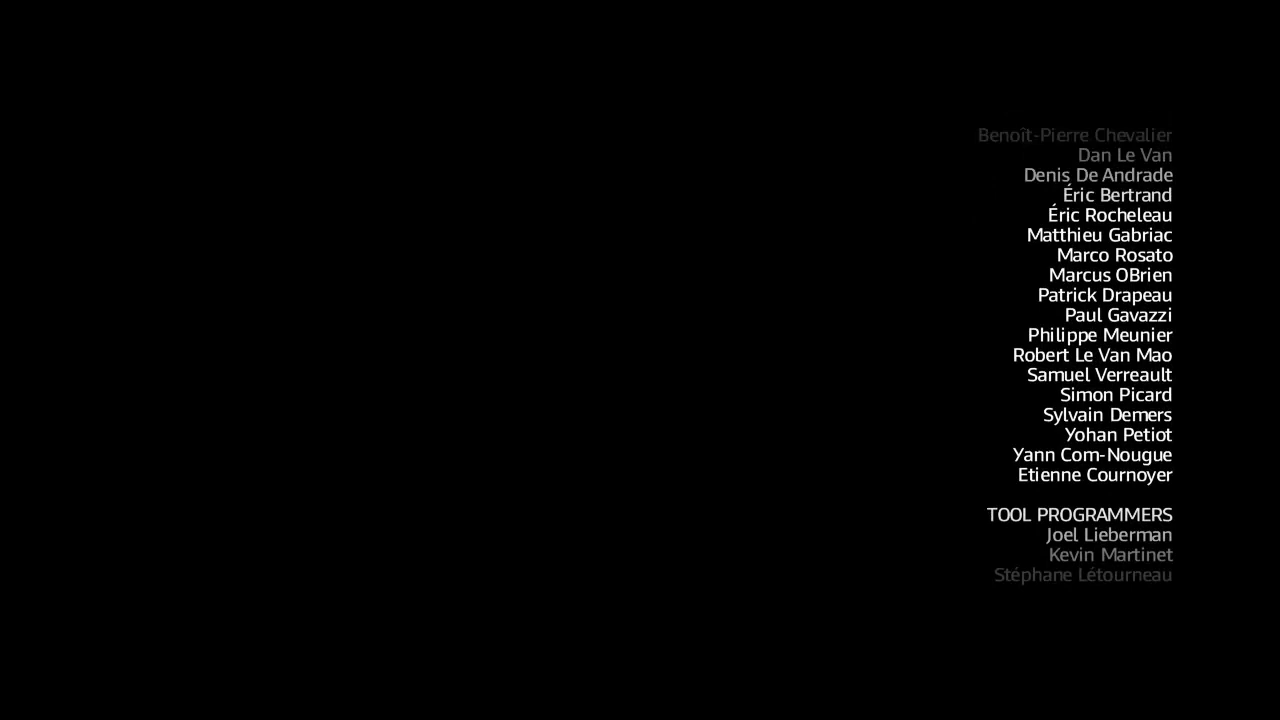 Benoît-Pierre Chevalier
Dan Le Van
Denis De Andrade
Éric Bertrand
Éric Rocheleau
Matthieu Gabriac
Marco Rosato
Marcus OBrien
Patrick Drapeau
Paul Gavazzi
Philippe Meunier
Robert Le Van Mao
Samuel Verreault
Simon Picard
Sylvain Demers
Yohan Petiot
Yann Com-Nougue
Etienne Cournoyer
TOOL PROGRAMMERS
Joel Lieberman
Kevin Martinet
Stéphane Létourneau